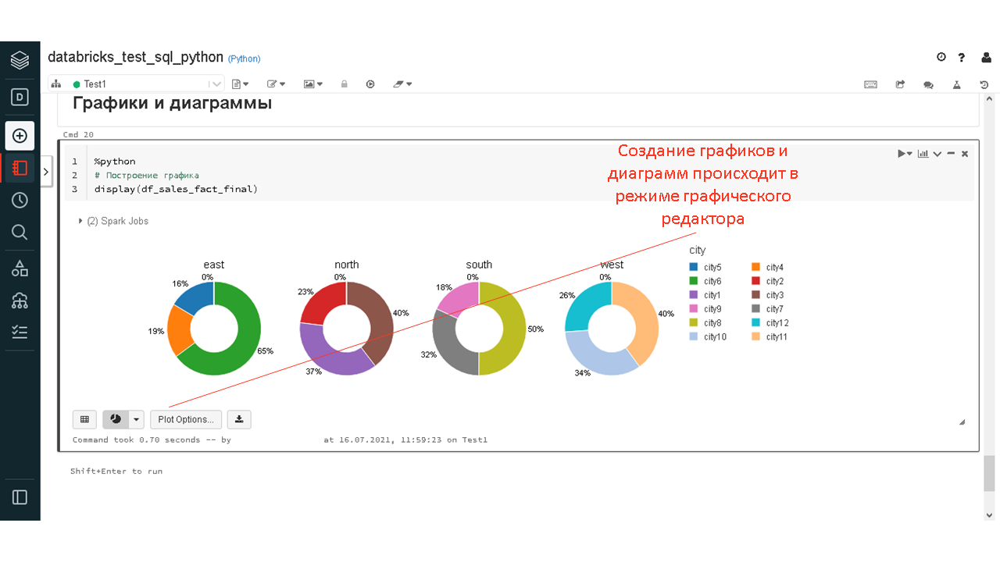 databricks_test_sql_python (Python)
Test1
Графики и диаграммы
Cmd 20
1 %python
2 # Построение графика
3 display(df_sales_fact_final)
Создание графиков и
диаграмм происходит в
режиме графического
редактора
(2) Spark Jobs
east
0%
16%
19%
65%
north
0%
23%
40%
37%
south
0%
18%
50%
32%
west
0%
26%
40%
34%
city
city5 city4
city6 city2
city1 city3
city9 city7
city8 city12
city10 city11
Plot Options...
Command took 0.70 seconds -- by at 16.07.2021, 11:59:23 on Test1
Shift+Enter to run